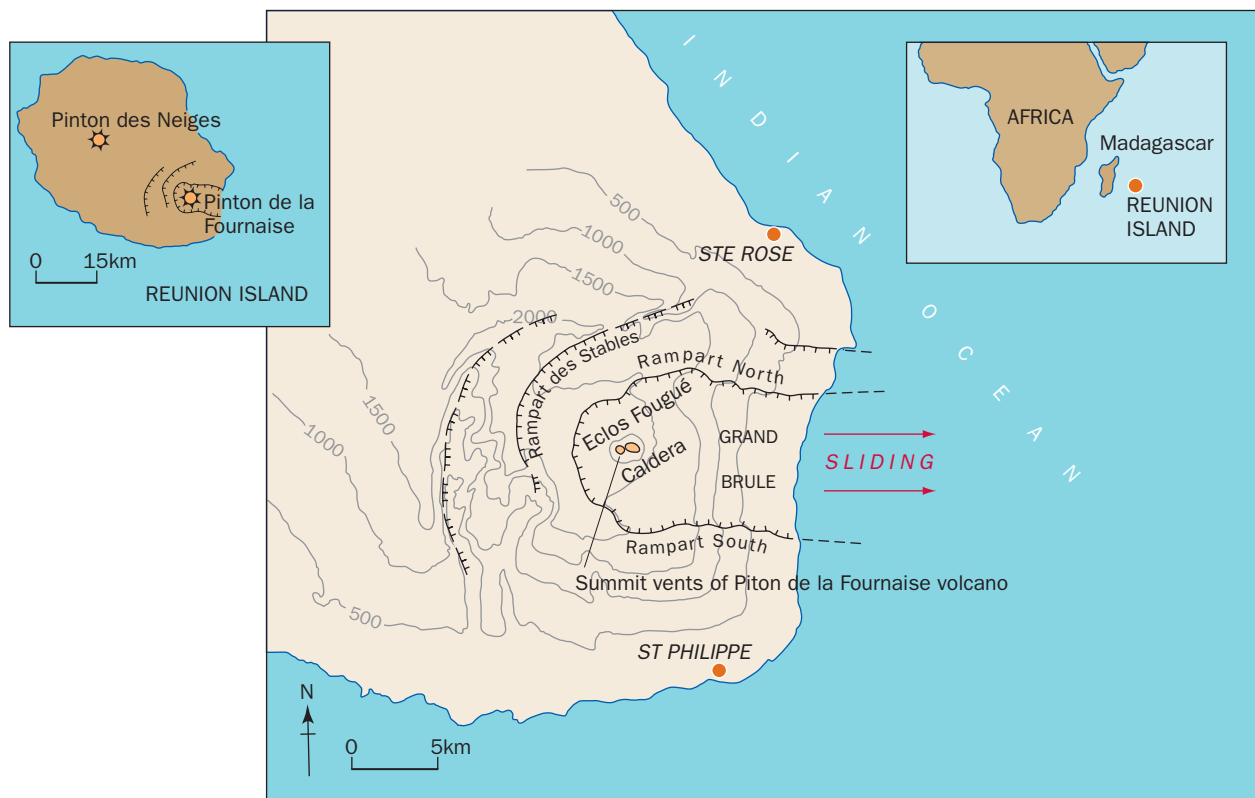 Pinton des Neiges
Pinton de la
Fournaise
0 15km
REUNION ISLAND
AFRICA
Madagascar
REUNION
ISLAND
INDIAN OCEAN
500
1000
1500
2000
STE ROSE
Rampart des Stables
Rampart North
1500
1000
Eclos Fougué
Caldera
GRAND
BRULE
SLIDING
Rampart South
Summit vents of Piton de la Fournaise volcano
500
ST PHILIPPE
N
0 5km